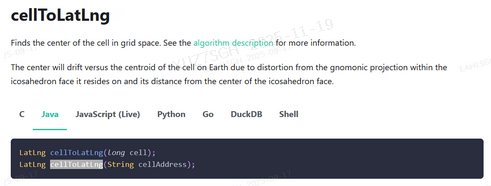 cellToLatLng
Finds the center of the cell in grid space. See the algorithm description for more information.
The center will drift versus the centroid of the cell on Earth due to distortion from the gnomonic projection within the
icosahedron face it resides on and its distance from the center of the icosahedron face.
C Java JavaScript (Live) Python Go DuckDB Shell
LatLng cellToLatLng(long cell);
LatLng cellToLatLng(String cellAddress);